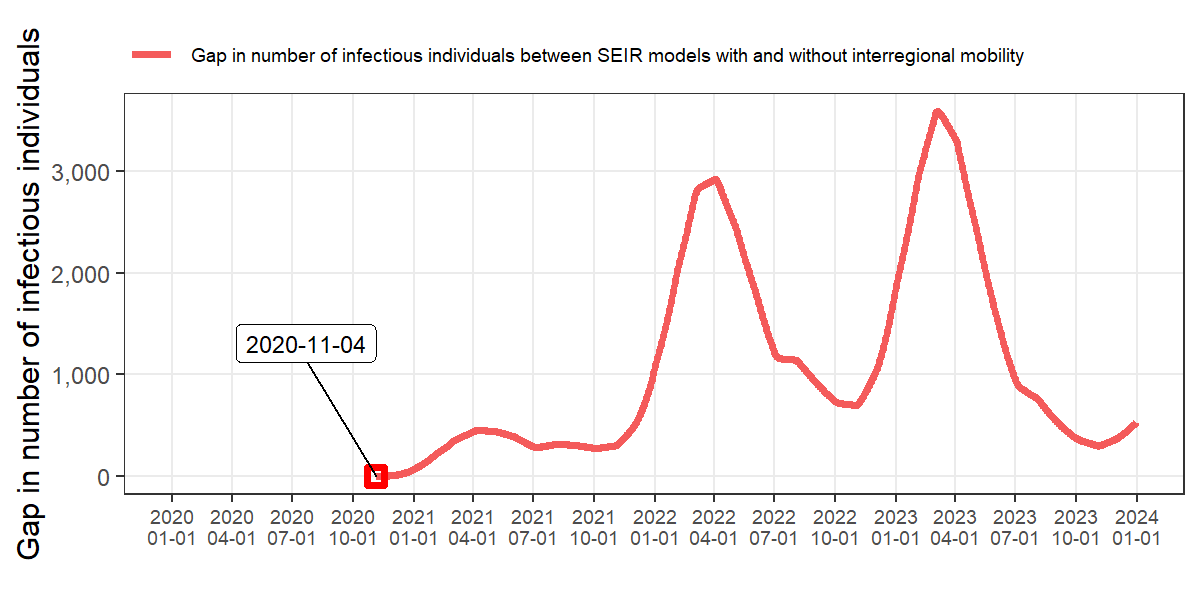 Gap in number of infectious individuals between SEIR models with and without interregional mobility
Gap in number of infectious individuals
3,000
2,000
1,000
0
2020-11-04
2020 2020 2020 2020 2021 2021 2021 2021 2022 2022 2022 2022 2023 2023 2023 2023 2024
01-01 04-01 07-01 10-01 01-01 04-01 07-01 10-01 01-01 04-01 07-01 10-01 01-01 04-01 07-01 10-01 01-01